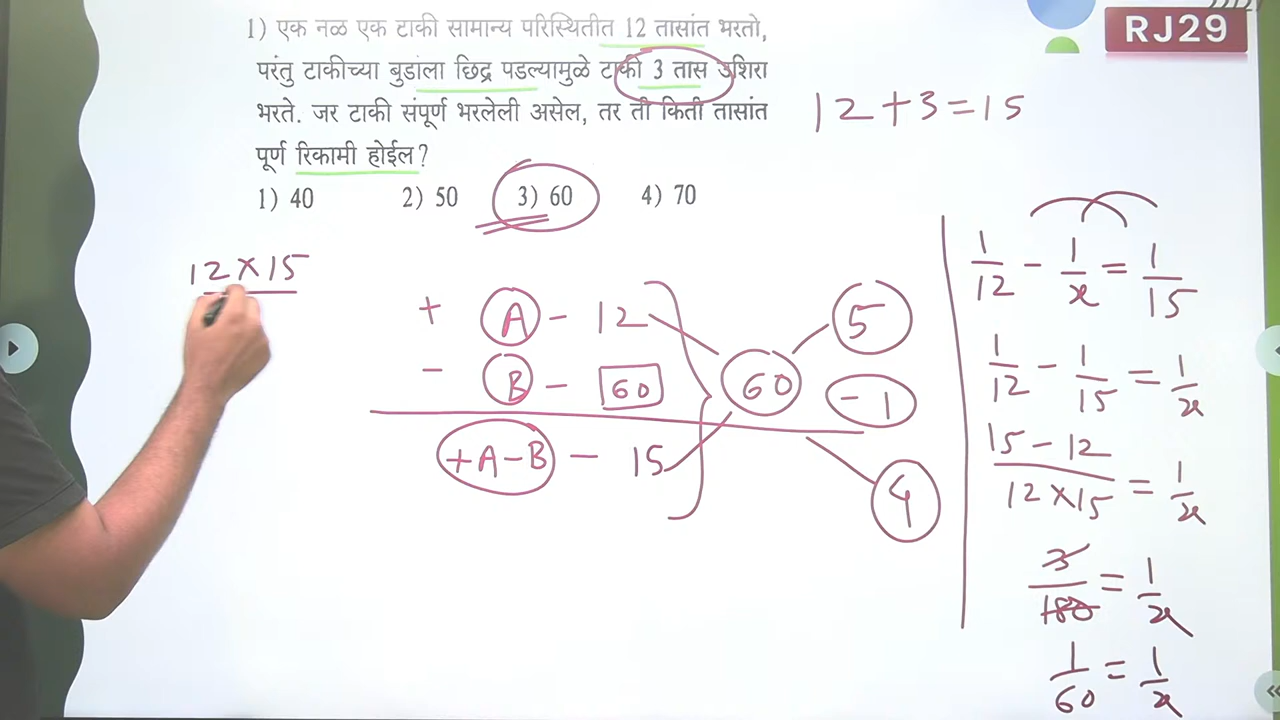 1) एक नळ एक टाकी सामान्य परिस्थितीत 12 तासांत भरतो,
परंतु टाकीच्या बुडाला छिद्र पडल्यामुळे टाकी 3 तास उशिरा
भरते. जर टाकी संपूर्ण भरलेली असेल, तर ती किती तासांत
पूर्ण रिकामी होईल?
1) 40 2) 50 3) 60 4) 70
RJ29
12 + 3 = 15
12 × 15
+ A - 12
- B - 60
+A-B - 15
60
5
- 1
4
1/12 - 1/x = 1/15
1/12 - 1/15 = 1/x
15 - 12 / 12 × 15 = 1/x
3/180 = 1/x
1/60 = 1/x